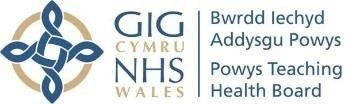 GIG
CYMRU
NHS
WALES
Bwrdd Iechyd
Addysgu Powys
Powys Teaching
Health Board